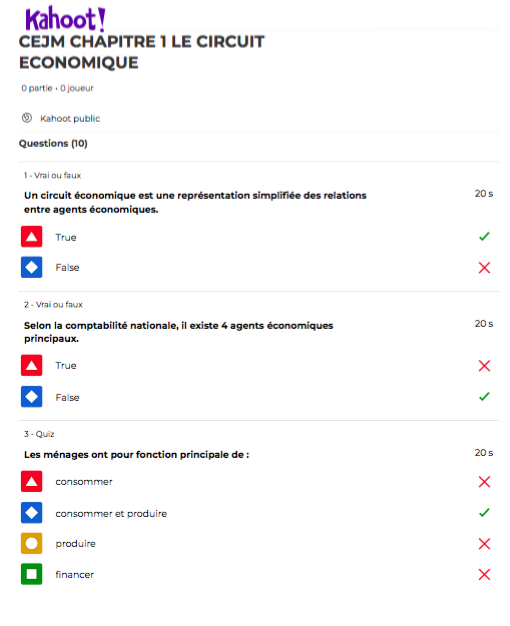 Kahoot!
CEJM CHAPITRE 1 LE CIRCUIT
ECONOMIQUE
0 partie • 0 joueur
Kahoot public
Questions (10)
1 - Vrai ou faux
Un circuit économique est une représentation simplifiée des relations
entre agents économiques.
20 s
True
False
2 - Vrai ou faux
Selon la comptabilité nationale, il existe 4 agents économiques
principaux.
20 s
True
False
3 - Quiz
Les ménages ont pour fonction principale de :
20 s
consommer
consommer et produire
produire
financer